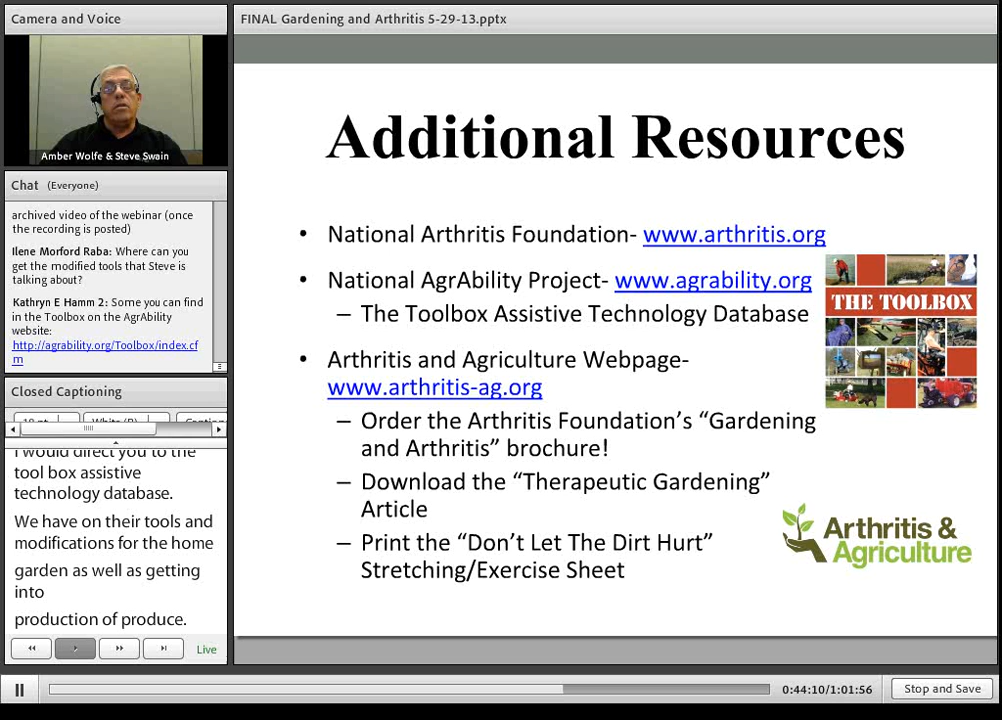 Camera and Voice
FINAL Gardening and Arthritis 5-29-13.pptx
Amber Wolfe & Steve Swain
Chat (Everyone)
archived video of the webinar (once
the recording is posted)
Ilene Morford Raba: Where can you
get the modified tools that Steve is
talking about?
Kathryn E Hamm 2: Some you can find
in the Toolbox on the AgrAbility
website:
http://agrability.org/Toolbox/index.cf
m
Closed Captioning
I would direct you to the
tool box assistive
technology database.
We have on their tools and
modifications for the home
garden as well as getting
into
production of produce.
Live
Additional Resources
• National Arthritis Foundation- www.arthritis.org
• National AgrAbility Project- www.agrability.org
– The Toolbox Assistive Technology Database
• Arthritis and Agriculture Webpage-
www.arthritis-ag.org
– Order the Arthritis Foundation's “Gardening
and Arthritis” brochure!
– Download the “Therapeutic Gardening”
Article
– Print the “Don't Let The Dirt Hurt”
Stretching/Exercise Sheet
THE TOOLBOX
Arthritis &
Agriculture
0:44:10/1:01:56
Stop and Save